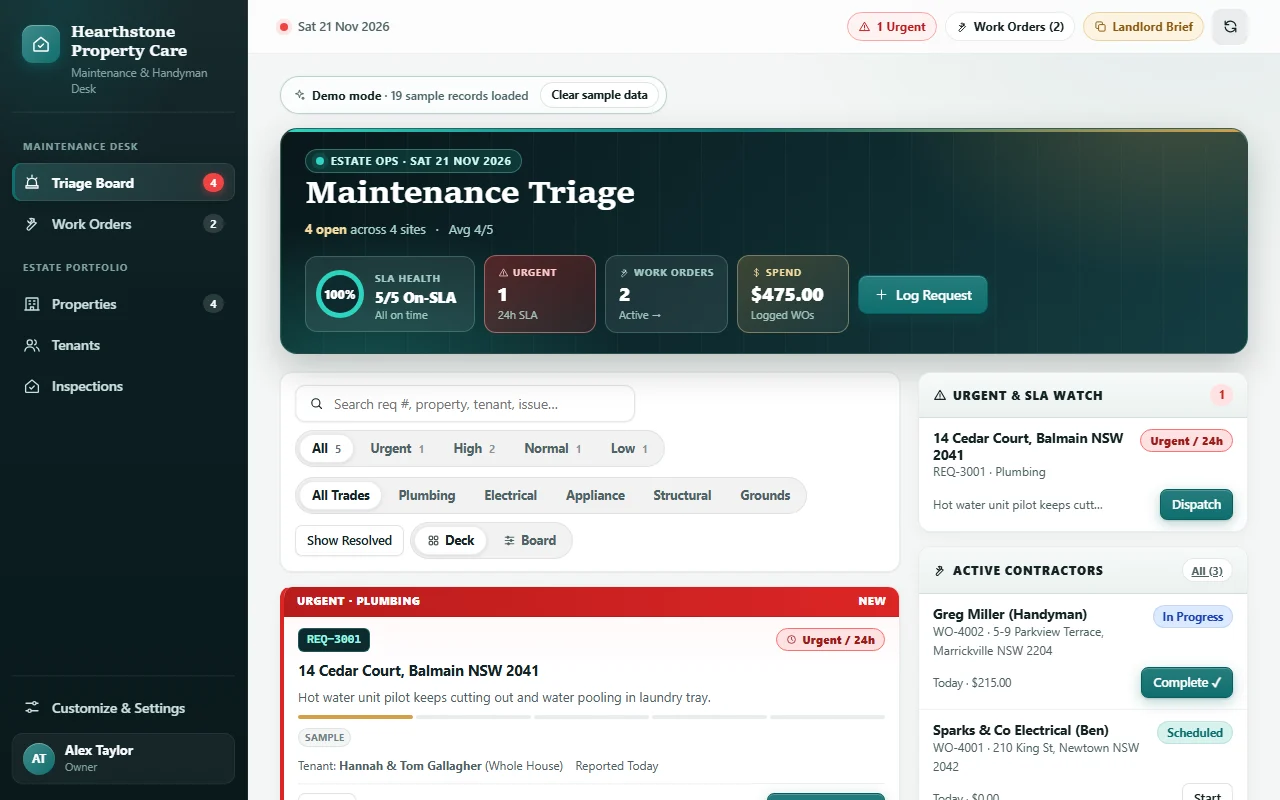 Hearthstone
Property Care
Maintenance & Handyman
Desk
MAINTENANCE DESK
Triage Board 4
Work Orders 2
ESTATE PORTFOLIO
Properties 4
Tenants
Inspections
Customize & Settings
AT
Alex Taylor
Owner
Sat 21 Nov 2026
1 Urgent
Work Orders (2)
Landlord Brief
Demo mode · 19 sample records loaded
Clear sample data
ESTATE OPS · SAT 21 NOV 2026
Maintenance Triage
4 open across 4 sites · Avg 4/5
100%
SLA HEALTH
5/5 On-SLA
All on time
URGENT
1
24h SLA
WORK ORDERS
2
Active →
$ SPEND
$475.00
Logged WOs
+ Log Request
Search req #, property, tenant, issue...
All 5 Urgent 1 High 2 Normal 1 Low 1
All Trades Plumbing Electrical Appliance Structural Grounds
Show Resolved Deck Board
URGENT · PLUMBING NEW
REQ-3001 Urgent / 24h
14 Cedar Court, Balmain NSW 2041
Hot water unit pilot keeps cutting out and water pooling in laundry tray.
SAMPLE
Tenant: Hannah & Tom Gallagher (Whole House) Reported Today
URGENT & SLA WATCH 1
14 Cedar Court, Balmain NSW
2041
Urgent / 24h
REQ-3001 · Plumbing
Hot water unit pilot keeps cutt...
Dispatch
ACTIVE CONTRACTORS All (3)
Greg Miller (Handyman)
In Progress
WO-4002 · 5-9 Parkview Terrace,
Marrickville NSW 2204
Today · $215.00
Complete ✓
Sparks & Co Electrical (Ben)
Scheduled
WO-4001 · 210 King St, Newtown NSW
2042
Today · $0.00
Start